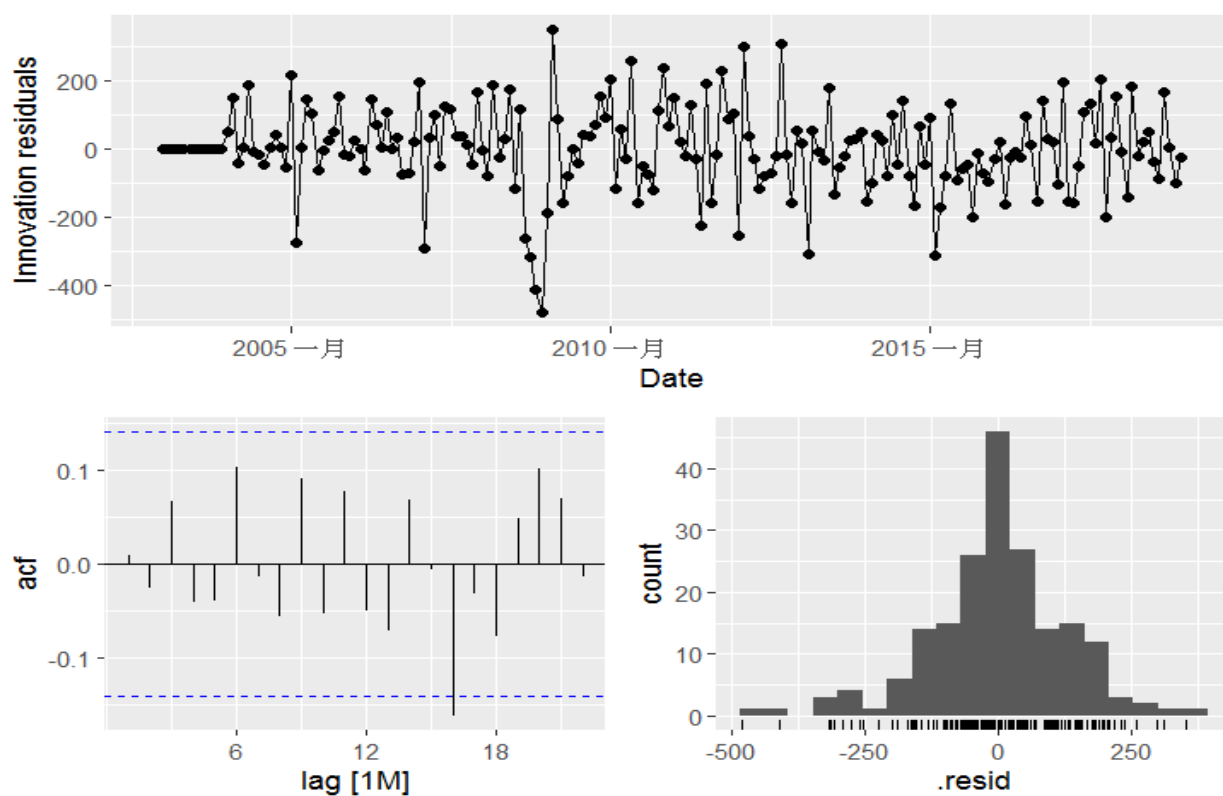 Innovation residuals
200
0
-200
-400
2005 一月
2010 一月
2015 一月
Date
acf
0.1
0.0
-0.1
6
12
18
lag [1M]
count
40
30
20
10
0
-500
-250
0
250
.resid